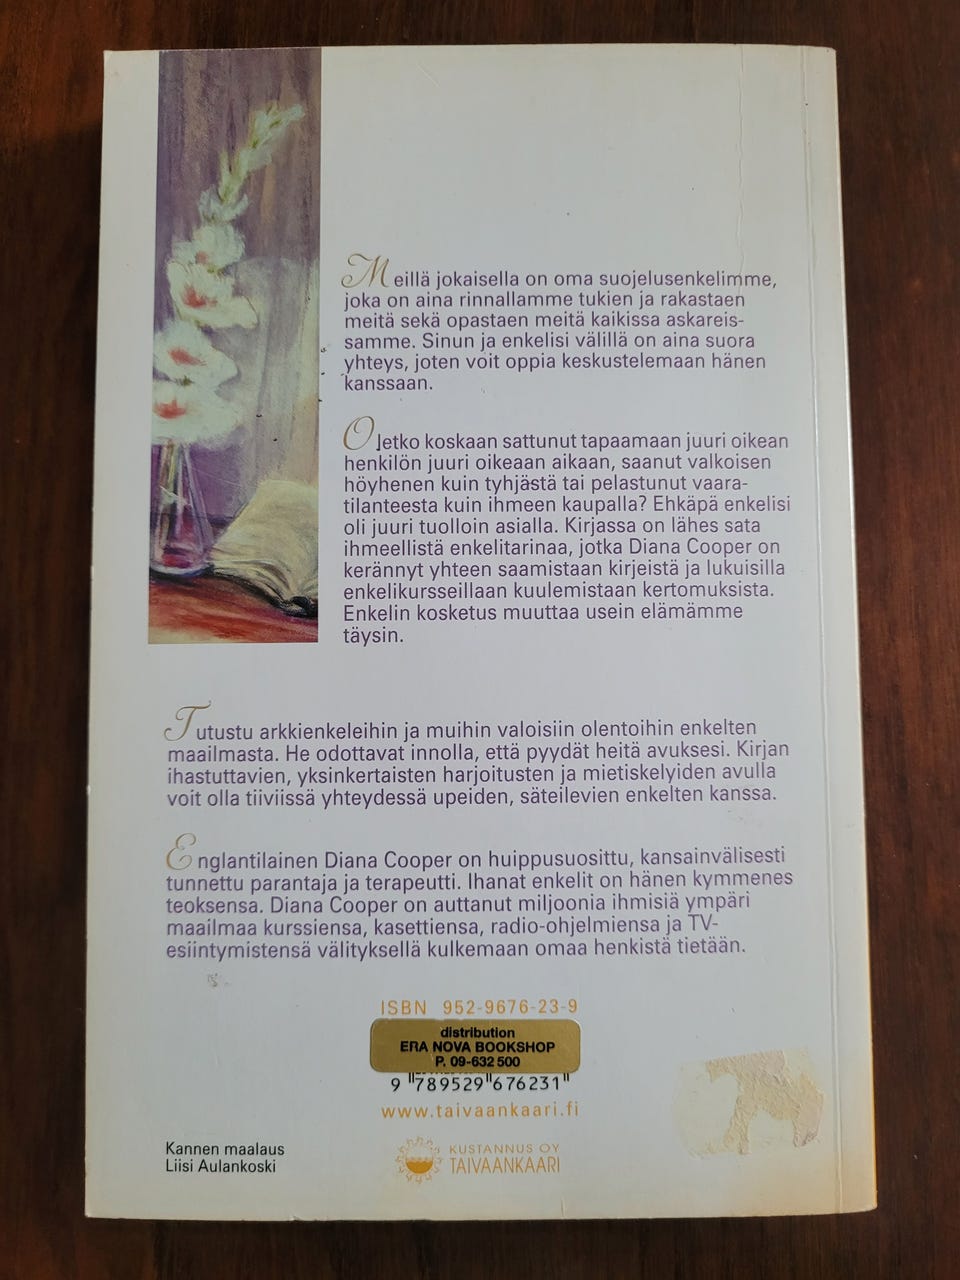 Meillä jokaisella on oma suojelusenkelimme,
joka on aina rinnallamme tukien ja rakastaen
meitä sekä opastaen meitä kaikissa askareis-
samme. Sinun ja enkelisi välillä on aina suora
yhteys, joten voit oppia keskustelemaan hänen
kanssaan.
Oletko koskaan sattunut tapaamaan juuri oikean
henkilön juuri oikeaan aikaan, saanut valkoisen
höyhenen kuin tyhjästä tai pelastunut vaara-
tilanteesta kuin ihmeen kaupalla? Ehkäpä enkelisi
oli juuri tuolloin asialla. Kirjassa on lähes sata
ihmeellistä enkelitarinaa, jotka Diana Cooper on
kerännyt yhteen saamistaan kirjeistä ja lukuisilla
enkelikursseillaan kuulemistaan kertomuksista.
Enkelin kosketus muuttaa usein elämämme
täysin.
Tutustu arkkienkeleihin ja muihin valoisiin olentoihin enkelten
maailmasta. He odottavat innolla, että pyydät heitä avuksesi. Kirjan
ihastuttavien, yksinkertaisten harjoitusten ja mietiskelyiden avulla
voit olla tiiviissä yhteydessä upeiden, säteilevien enkelten kanssa.
Englantilainen Diana Cooper on huippusuosittu, kansainvälisesti
tunnettu parantaja ja terapeutti. Ihanat enkelit on hänen kymmenes
teoksensa. Diana Cooper on auttanut miljoonia ihmisiä ympäri
maailmaa kurssiensa, kasettiensa, radio-ohjelmiensa ja TV-
esiintymistensä välityksellä kulkemaan omaa henkistä tietään.
ISBN 952-9676-23-9
distribution
ERA NOVA BOOKSHOP
P. 09-632 500
9 789529 676231
www.taivaankaari.fi
Kannen maalaus
Liisi Aulankoski
KUSTANNUS OY
TAIVAANKAARI